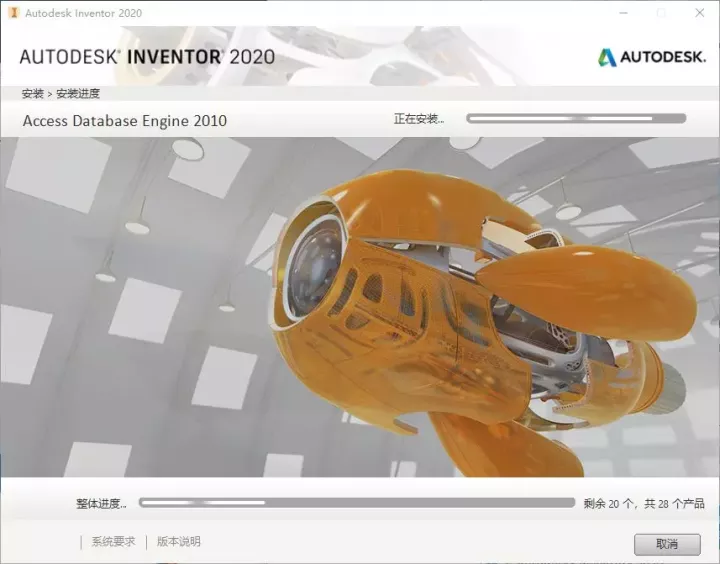 Autodesk Inventor 2020
AUTODESK® INVENTOR® 2020
AUTODESK.
安装 > 安装进度
Access Database Engine 2010
正在安装...
整体进度...
剩余 20 个，共 28 个产品
系统要求
版本说明
取消